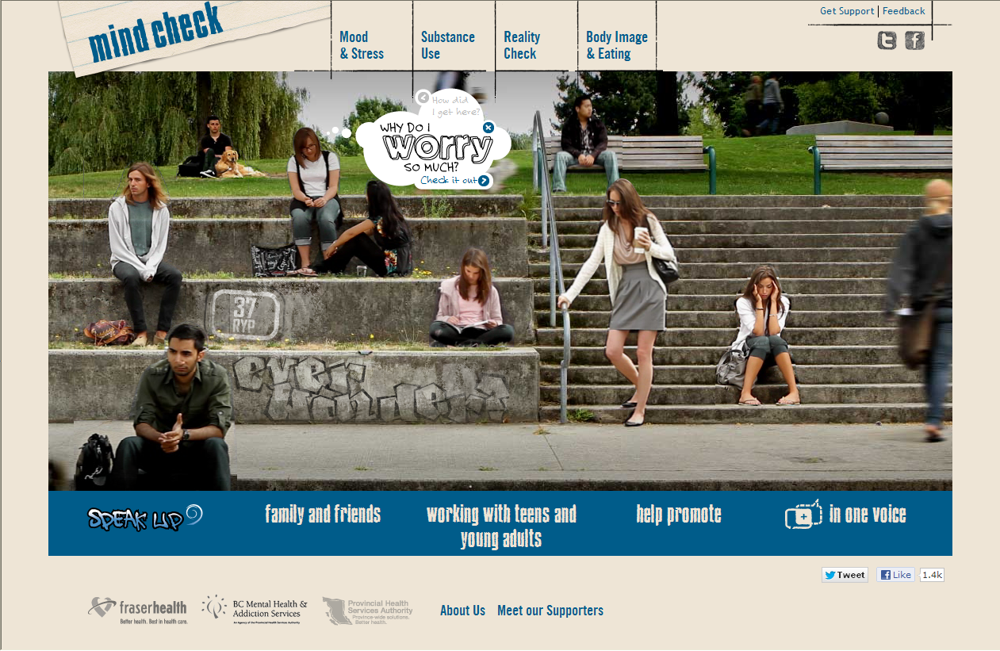 mind check
Mood
& Stress
Substance
Use
Reality
Check
Body Image
& Eating
Get Support | Feedback
How did
I get here?
WHY DO I
worry
SO MUCH?
Check it out
37
RYP
ever
wonder?
SPEAK UP
family and friends
working with teens and
young adults
help promote
in one voice
Tweet
Like
1.4k
fraserhealth
Better health. Best in health care.
BC Mental Health &
Addiction Services
An Agency of the Provincial Health Services Authority
Provincial Health
Services Authority
Province-wide solutions.
Better health.
About Us
Meet our Supporters